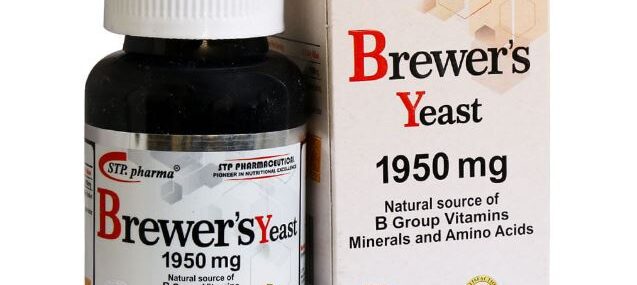 STP. pharma®
STP PHARMACEUTICAL
PIONEER IN NUTRITIONAL EXCELLENCE
Brewer'sYeast
1950 mg
Natural source of
Brewer's
Yeast
1950 mg
Natural source of
B Group Vitamins
Minerals and Amino Acids